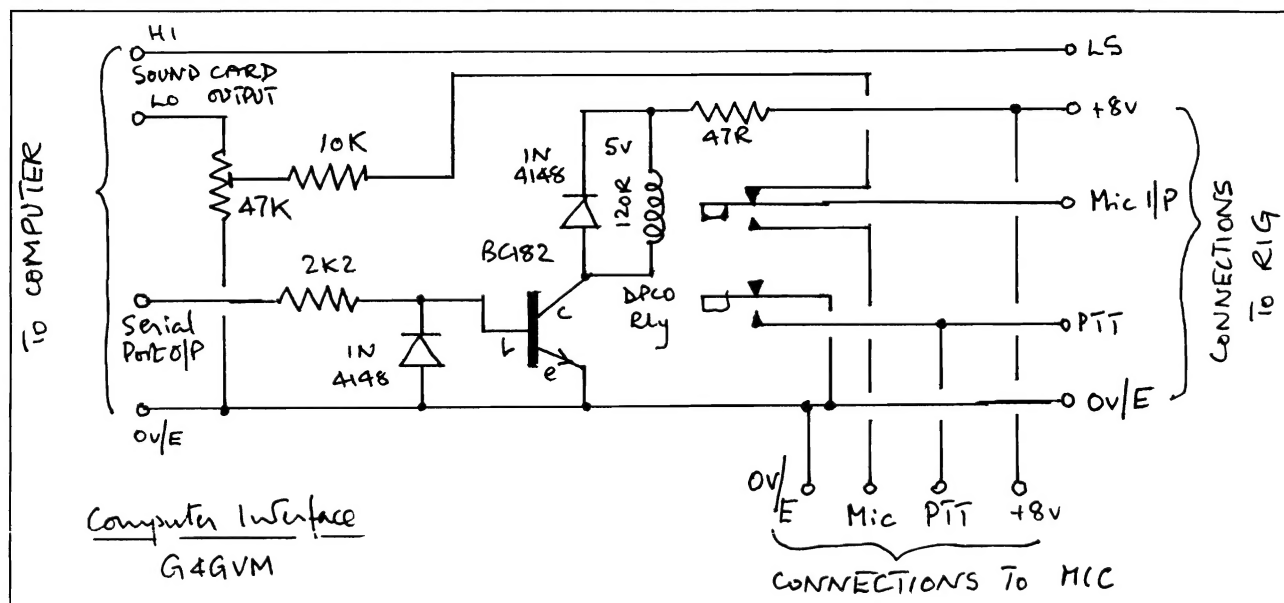 HI
SOUND CARD
LO OUTPUT
TO COMPUTER
10K
47K
2K2
Serial
Port O/P
0V/E
IN
4148
IN
4148
BC182
b
c
e
5V
120R
47R
DPCO
Rly
LS
+8V
Mic I/P
PTT
0V/E
CONNECTIONS
TO RIG
0V/
E
Mic
PTT
+8V
CONNECTIONS TO MIC
Computer Interface
G4GVM